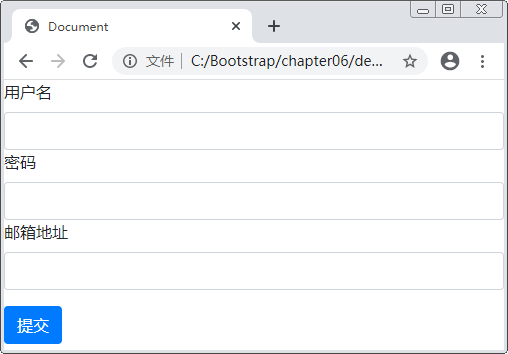 Document
文件 C:/Bootstrap/chapter06/de...
用户名
密码
邮箱地址
提交